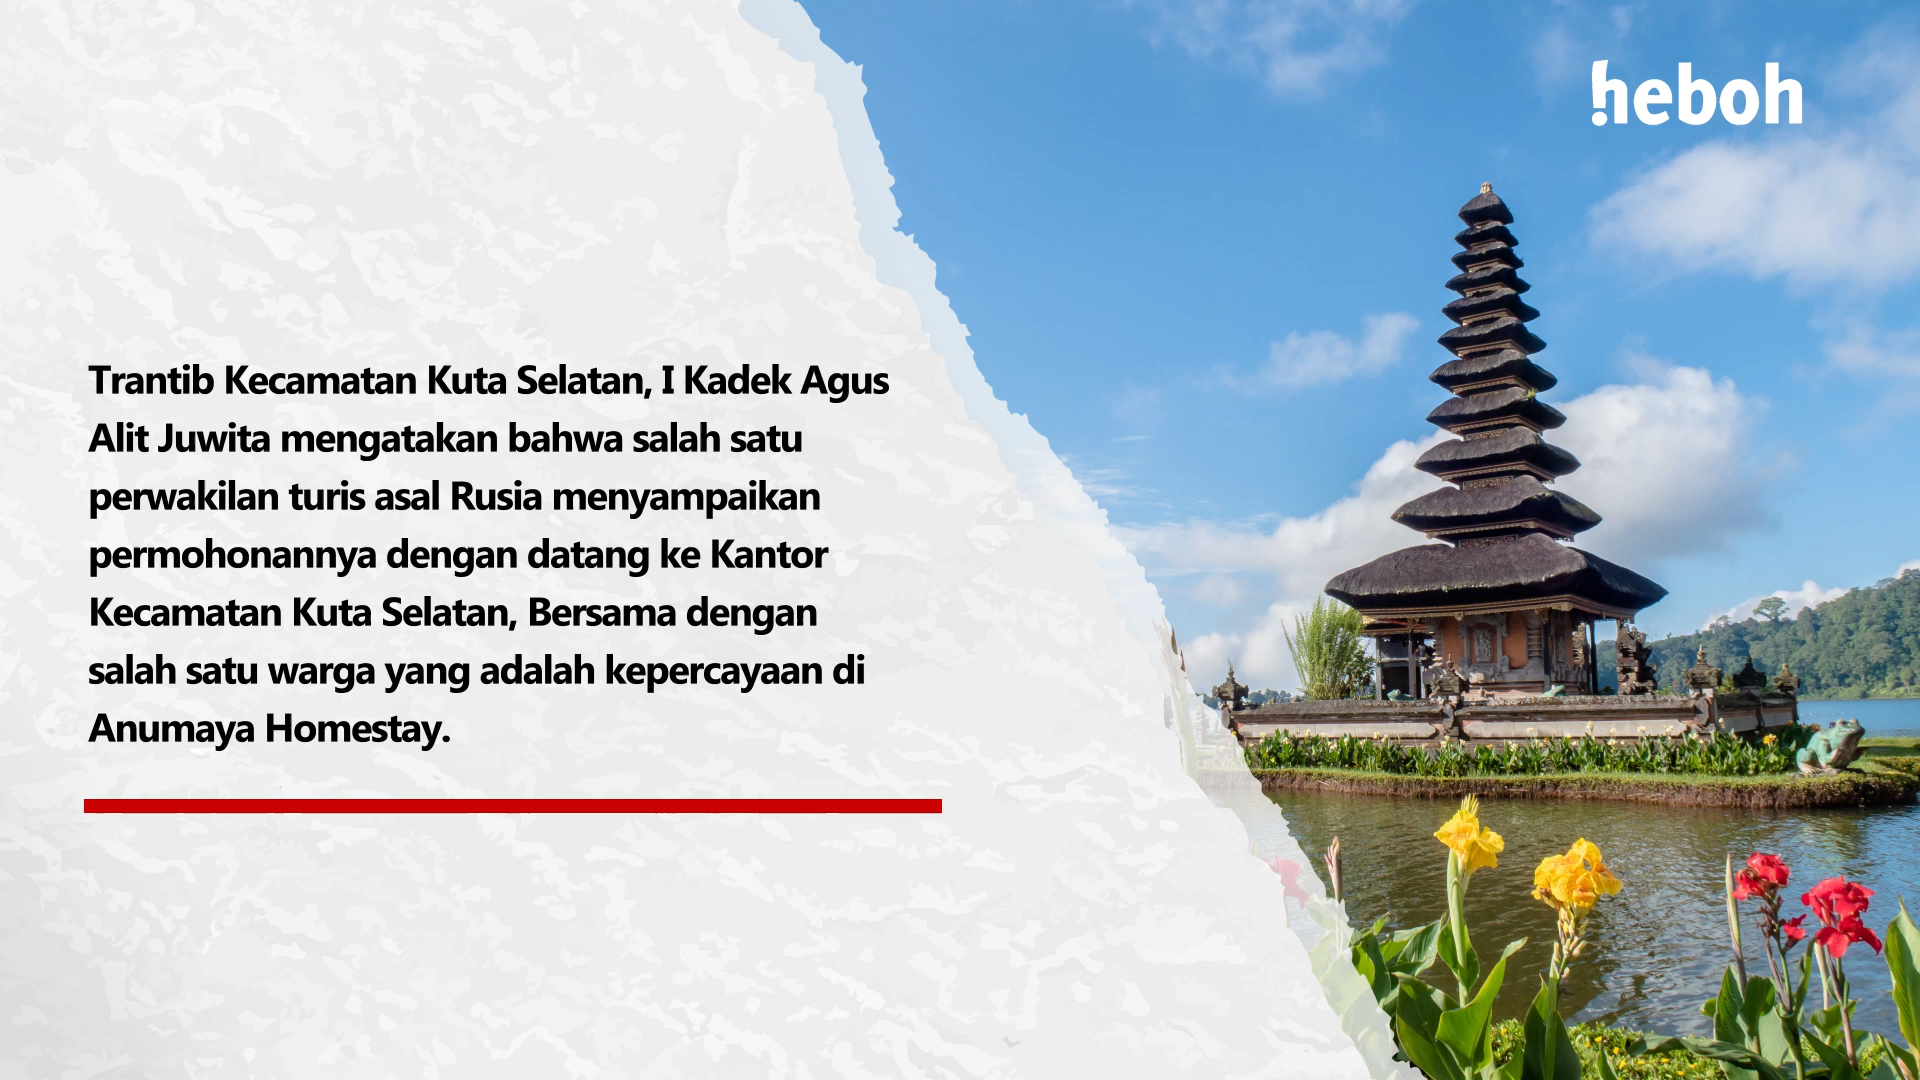 heboh
Trantib Kecamatan Kuta Selatan, I Kadek Agus
Alit Juwita mengatakan bahwa salah satu
perwakilan turis asal Rusia menyampaikan
permohonannya dengan datang ke Kantor
Kecamatan Kuta Selatan, Bersama dengan
salah satu warga yang adalah kepercayaan di
Anumaya Homestay.